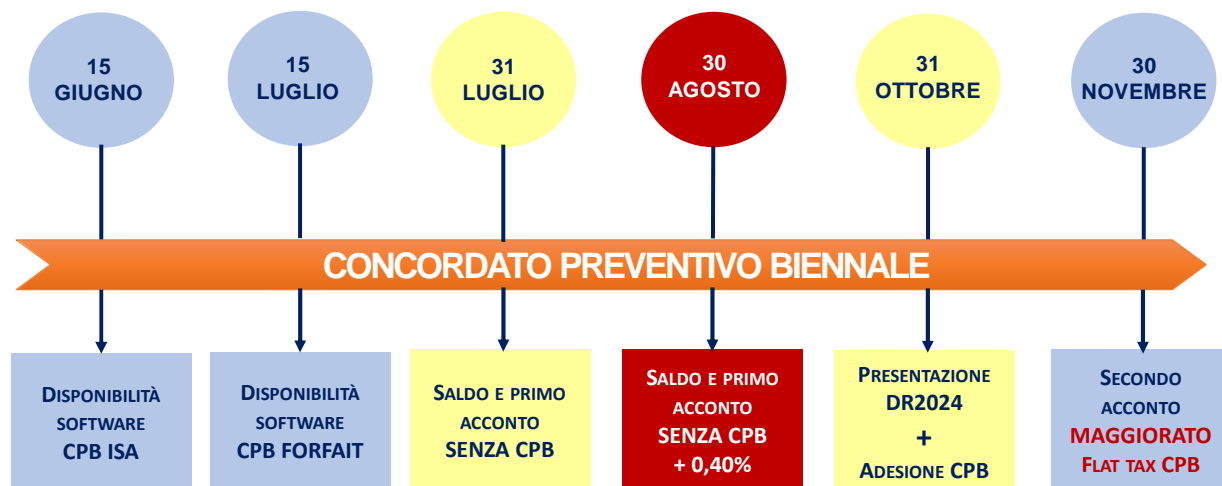 15
GIUGNO
15
LUGLIO
31
LUGLIO
30
AGOSTO
31
OTTOBRE
30
NOVEMBRE
CONCORDATO PREVENTIVO BIENNALE
DISPONIBILITÀ
SOFTWARE
CPB ISA
DISPONIBILITÀ
SOFTWARE
CPB FORFAIT
SALDO E PRIMO
ACCONTO
SENZA CPB
SALDO E PRIMO
ACCONTO
SENZA CPB
+ 0,40%
PRESENTAZIONE
DR2024
+
ADESIONE CPB
SECONDO
ACCONTO
MAGGIORATO
FLAT TAX CPB